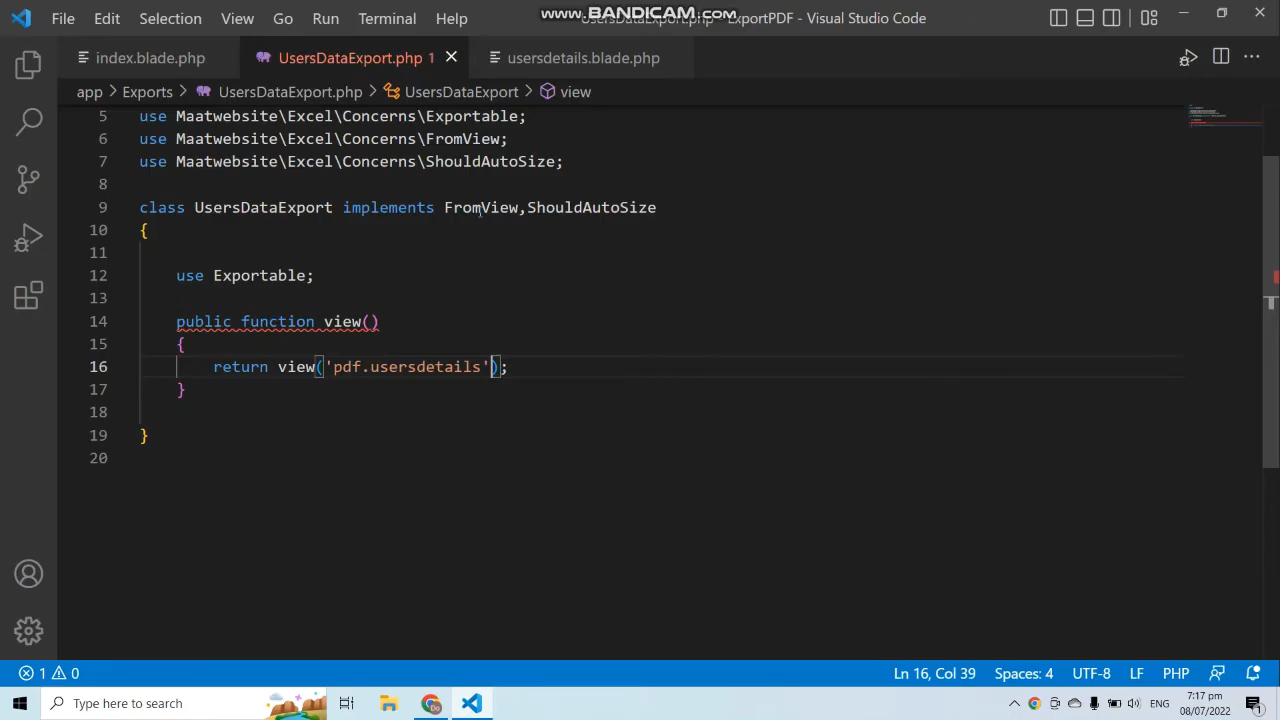 File Edit Selection View Go Run Terminal Help www.BANDICAM.com UsersDataExport.php - ExportPDF - Visual Studio Code
index.blade.php UsersDataExport.php 1 usersdetails.blade.php
app > Exports > UsersDataExport.php > UsersDataExport > view
5 use Maatwebsite\Excel\Concerns\Exportable;
6 use Maatwebsite\Excel\Concerns\FromView;
7 use Maatwebsite\Excel\Concerns\ShouldAutoSize;
8
9 class UsersDataExport implements FromView,ShouldAutoSize
10 {
11
12 use Exportable;
13
14 public function view()
15 {
16 return view('pdf.usersdetails');
17 }
18
19 }
20
1 0 Ln 16, Col 39 Spaces: 4 UTF-8 LF PHP
Type here to search ENG 7:17 pm
08/07/2022 1